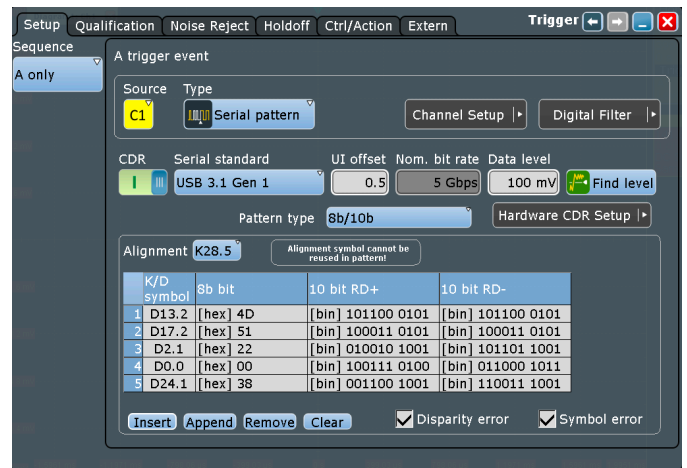 Setup Qualification Noise Reject Holdoff Ctrl/Action Extern Trigger
Sequence
A only
A trigger event
Source Type
C1 Serial pattern Channel Setup Digital Filter
CDR Serial standard UI offset Nom. bit rate Data level
I USB 3.1 Gen 1 0.5 5 Gbps 100 mV Find level
Pattern type 8b/10b Hardware CDR Setup
Alignment K28.5 Alignment symbol cannot be
reused in pattern!
K/D
symbol 8b bit 10 bit RD+ 10 bit RD-
1 D13.2 [hex] 4D [bin] 101100 0101 [bin] 101100 0101
2 D17.2 [hex] 51 [bin] 100011 0101 [bin] 100011 0101
3 D2.1 [hex] 22 [bin] 010010 1001 [bin] 101101 1001
4 D0.0 [hex] 00 [bin] 100111 0100 [bin] 011000 1011
5 D24.1 [hex] 38 [bin] 001100 1001 [bin] 110011 1001
Insert Append Remove Clear Disparity error Symbol error